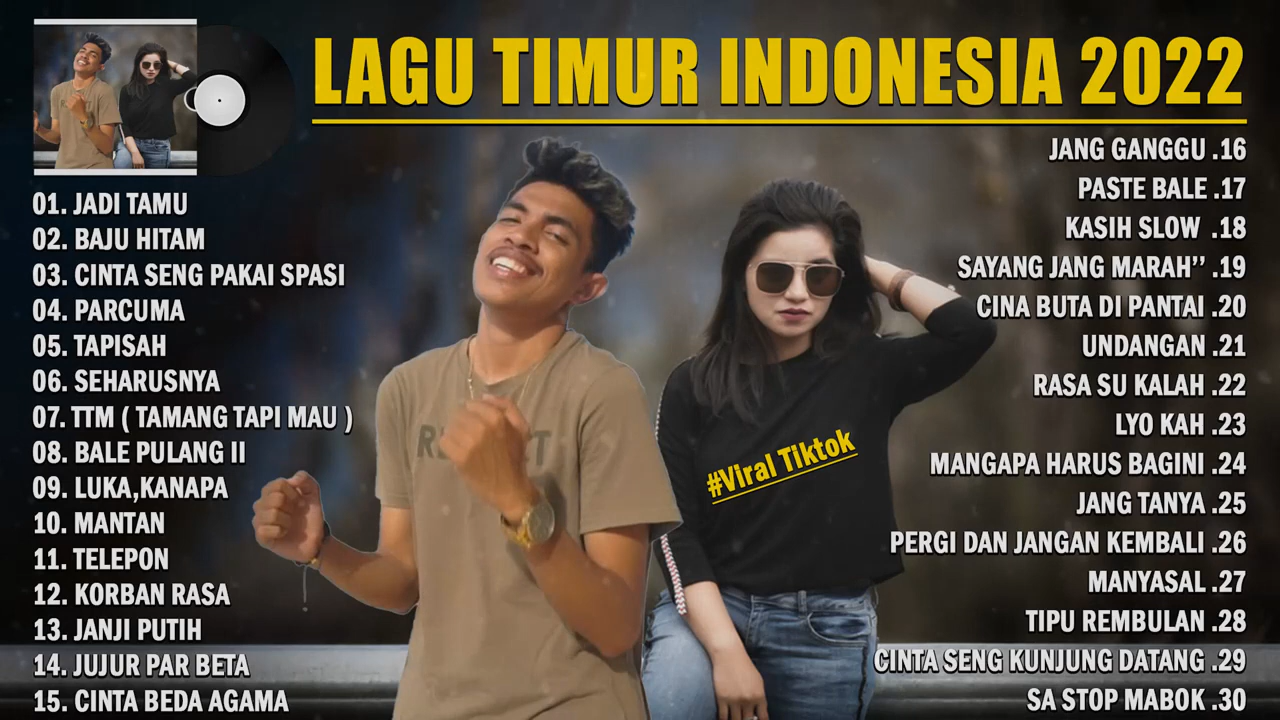 LAGU TIMUR INDONESIA 2022
01. JADI TAMU
02. BAJU HITAM
03. CINTA SENG PAKAI SPASI
04. PARCUMA
05. TAPISAH
06. SEHARUSNYA
07. TTM ( TAMANG TAPI MAU )
08. BALE PULANG II
09. LUKA,KANAPA
10. MANTAN
11. TELEPON
12. KORBAN RASA
13. JANJI PUTIH
14. JUJUR PAR BETA
15. CINTA BEDA AGAMA
#Viral Tiktok
JANG GANGGU .16
PASTE BALE .17
KASIH SLOW .18
SAYANG JANG MARAH’’ .19
CINA BUTA DI PANTAI .20
UNDANGAN .21
RASA SU KALAH .22
LYO KAH .23
MANGAPA HARUS BAGINI .24
JANG TANYA .25
PERGI DAN JANGAN KEMBALI .26
MANYASAL .27
TIPU REMBULAN .28
CINTA SENG KUNJUNG DATANG .29
SA STOP MABOK .30